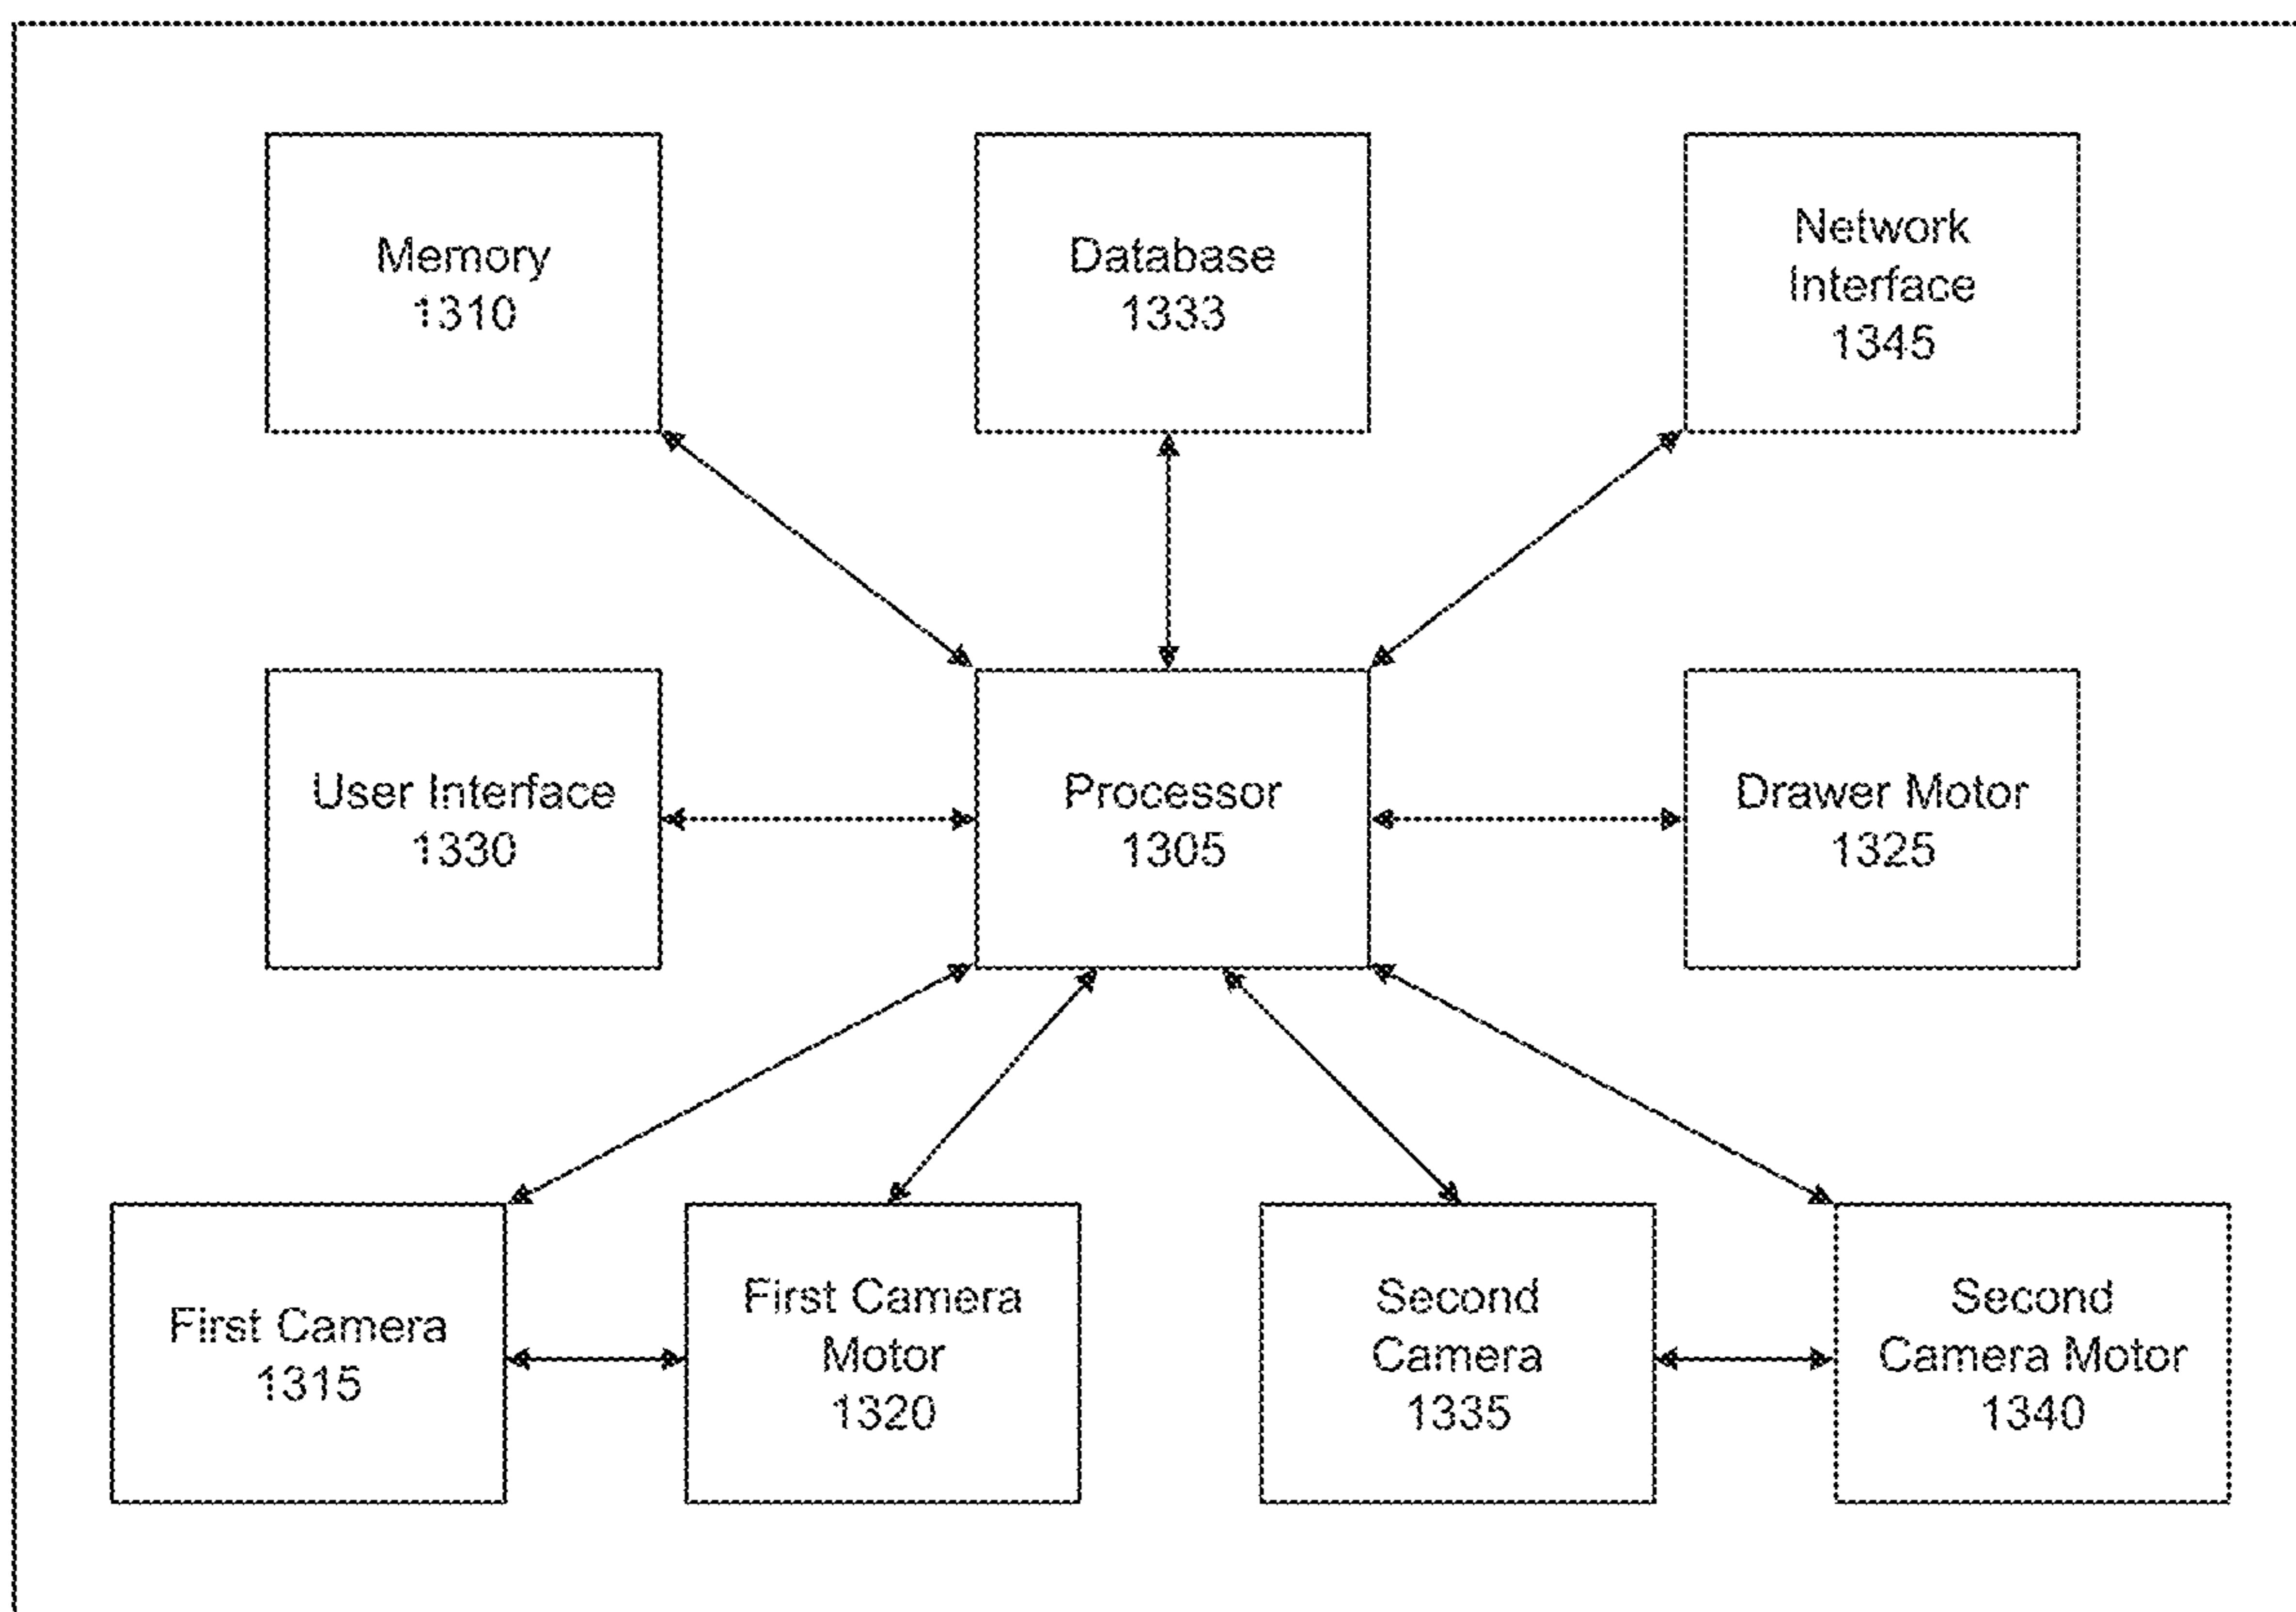 Memory
1310
Database
1333
Network
Interface
1345
User Interface
1330
Processor
1305
Drawer Motor
1325
First Camera
1315
First Camera
Motor
1320
Second
Camera
1335
Second
Camera Motor
1340